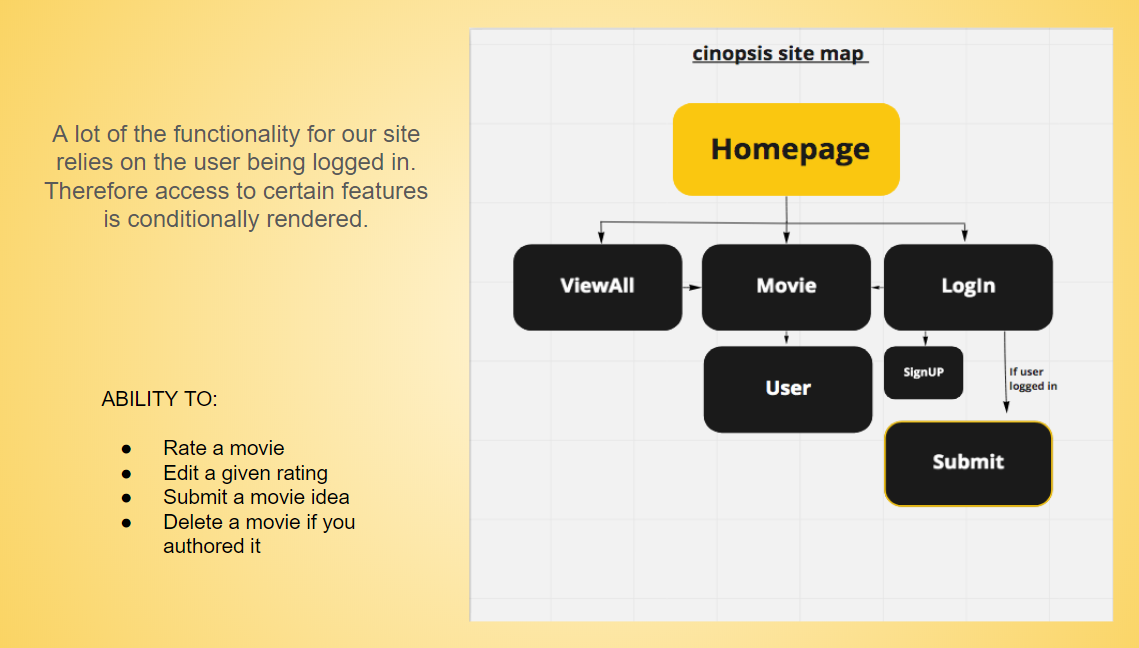 A lot of the functionality for our site
relies on the user being logged in.
Therefore access to certain features
is conditionally rendered.
ABILITY TO:
● Rate a movie
● Edit a given rating
● Submit a movie idea
● Delete a movie if you
authored it
cinopsis site map
Homepage
ViewAll
Movie
LogIn
User
SignUP
If user
logged in
Submit